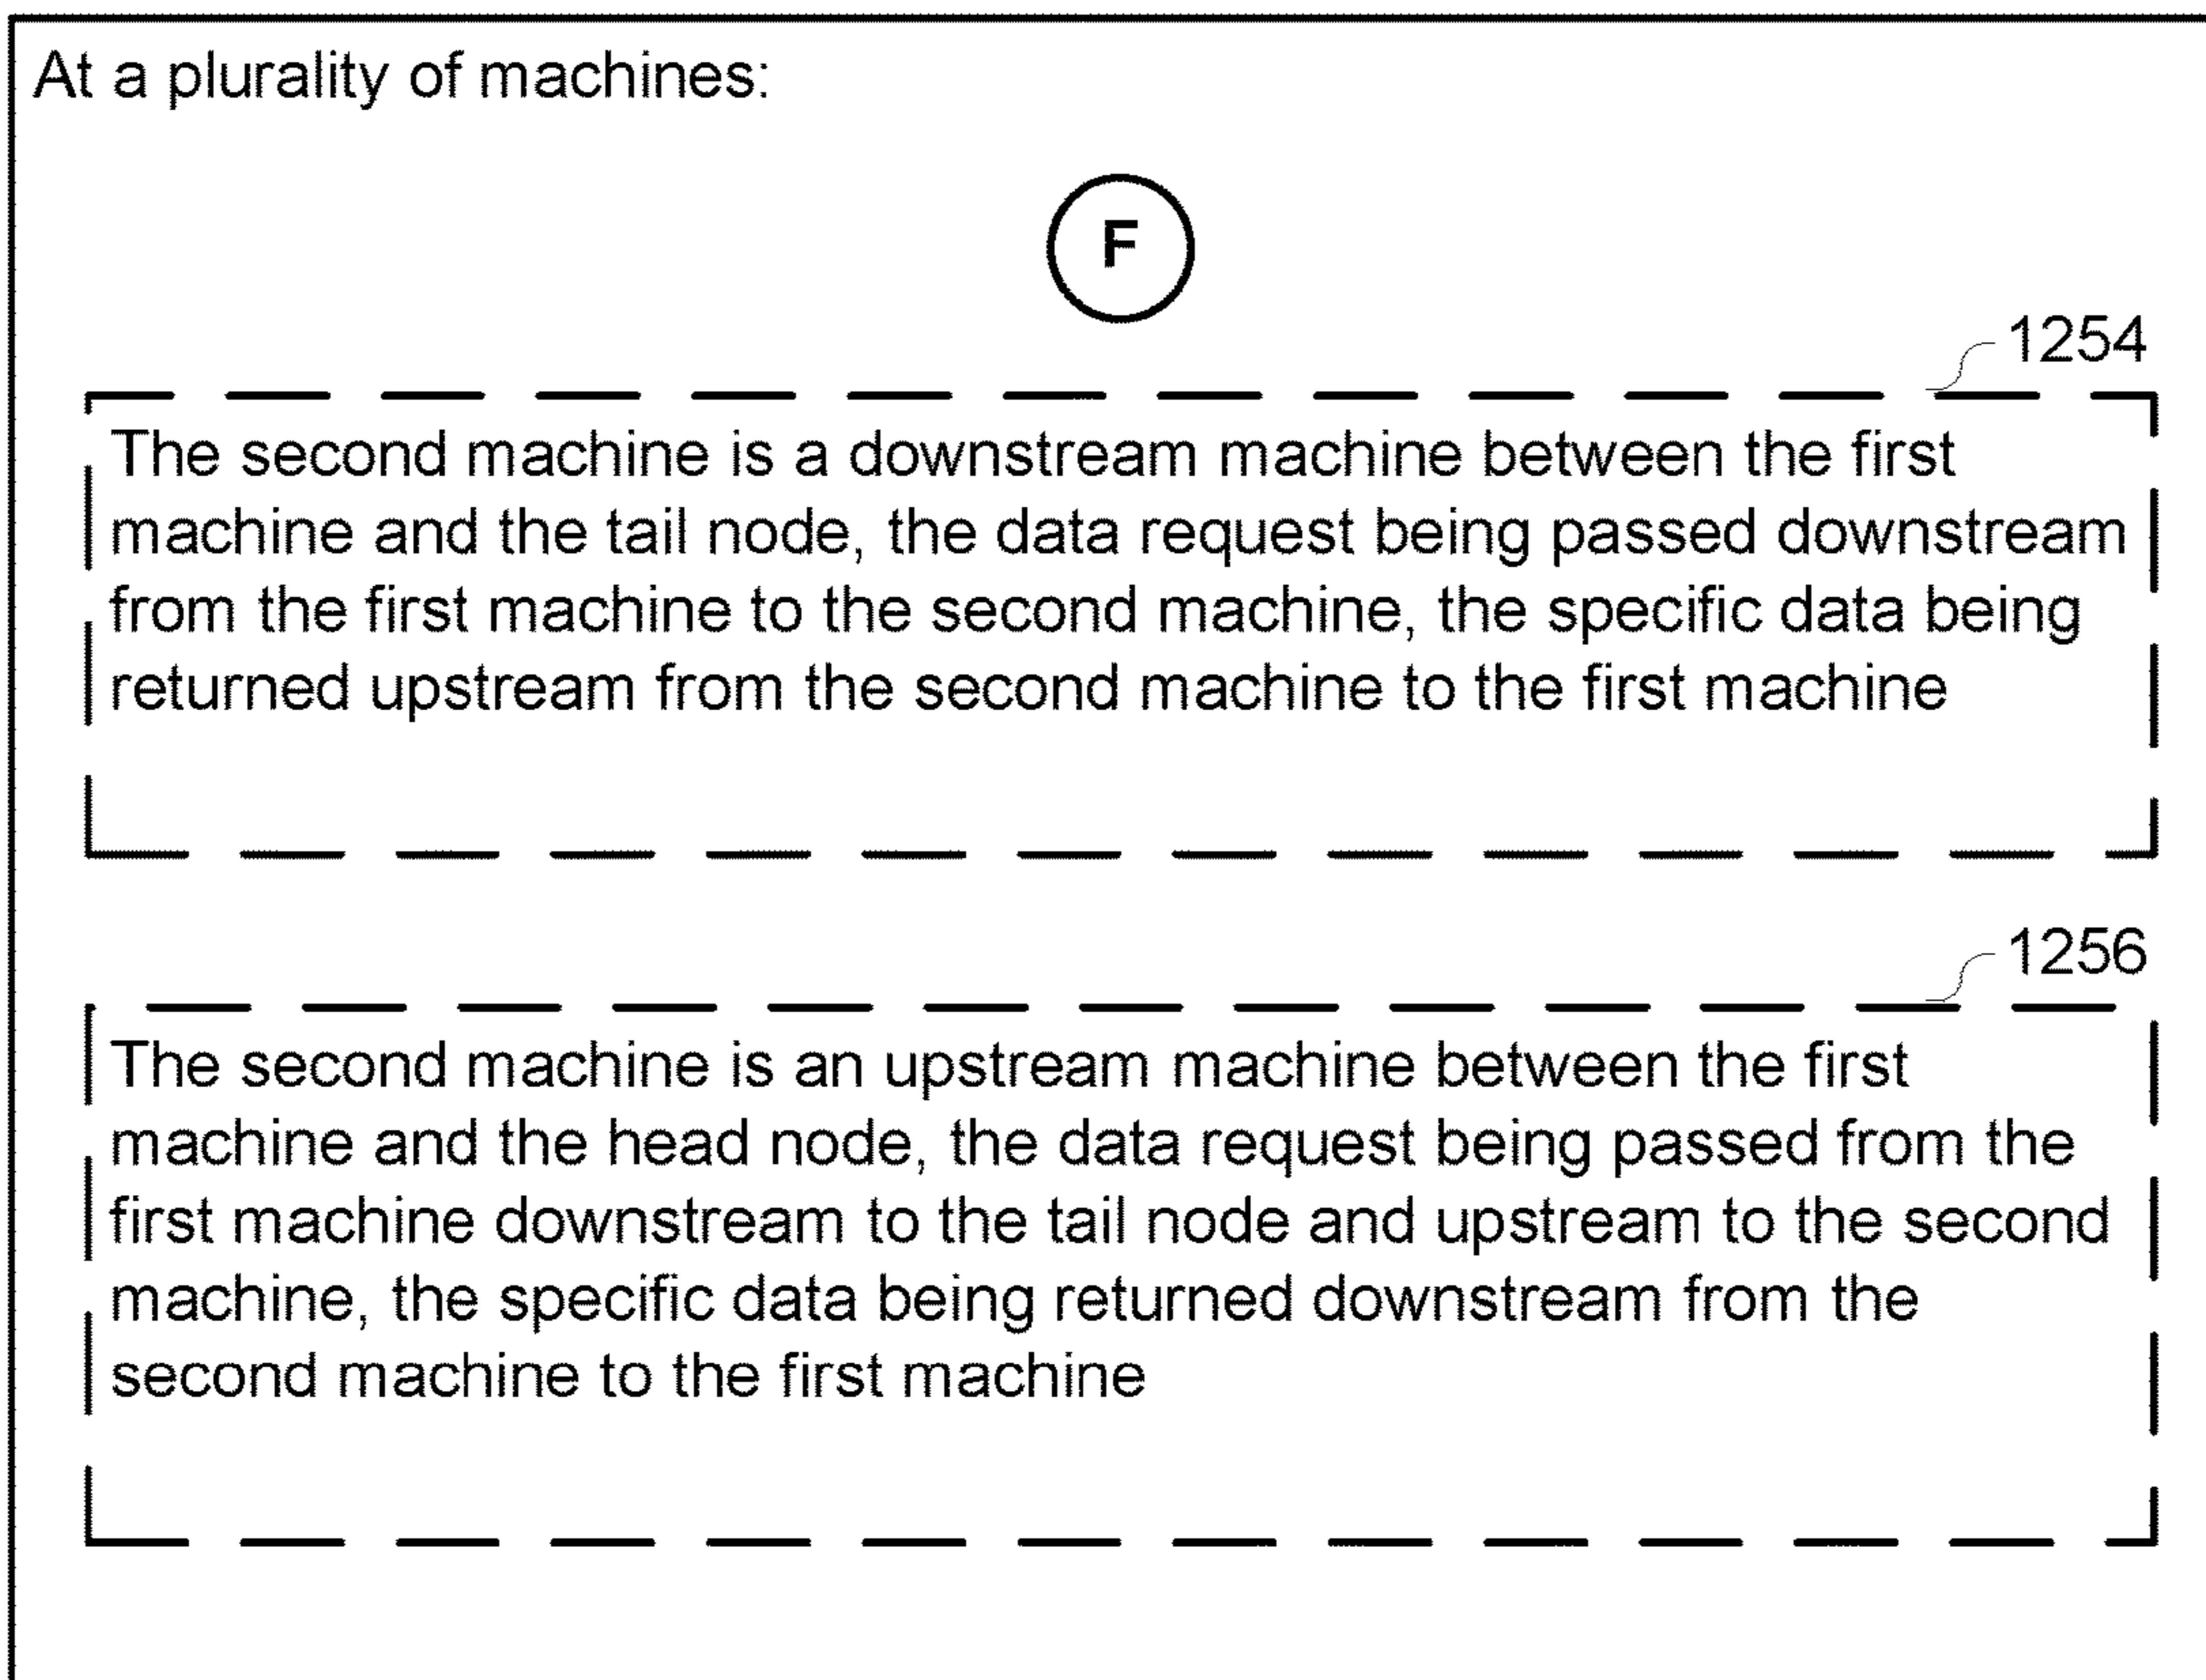 At a plurality of machines:
F
1254
The second machine is a downstream machine between the first
machine and the tail node, the data request being passed downstream
from the first machine to the second machine, the specific data being
returned upstream from the second machine to the first machine
1256
The second machine is an upstream machine between the first
machine and the head node, the data request being passed from the
first machine downstream to the tail node and upstream to the second
machine, the specific data being returned downstream from the
second machine to the first machine